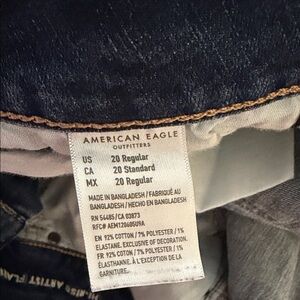 AMERICAN EAGLE
OUTFITTERS
US 20 Regular
CA 20 Standard
MX 20 Regular
MADE IN BANGLADESH / FABRIQUÉ AU
BANGLADESH / HECHO EN BANGLADESH
RN 54485/CA 03873
RFC# AEM120606U9A
EN 92% COTTON / 7% POLYESTER / 1%
ELASTANE. EXCLUSIVE OF DECORATION.
FR 92% COTON / 7% POLYESTER / 1%
ÉLASTHANNE. À L'EXCEPTION DE LA
GARNITURE.
ARTIST